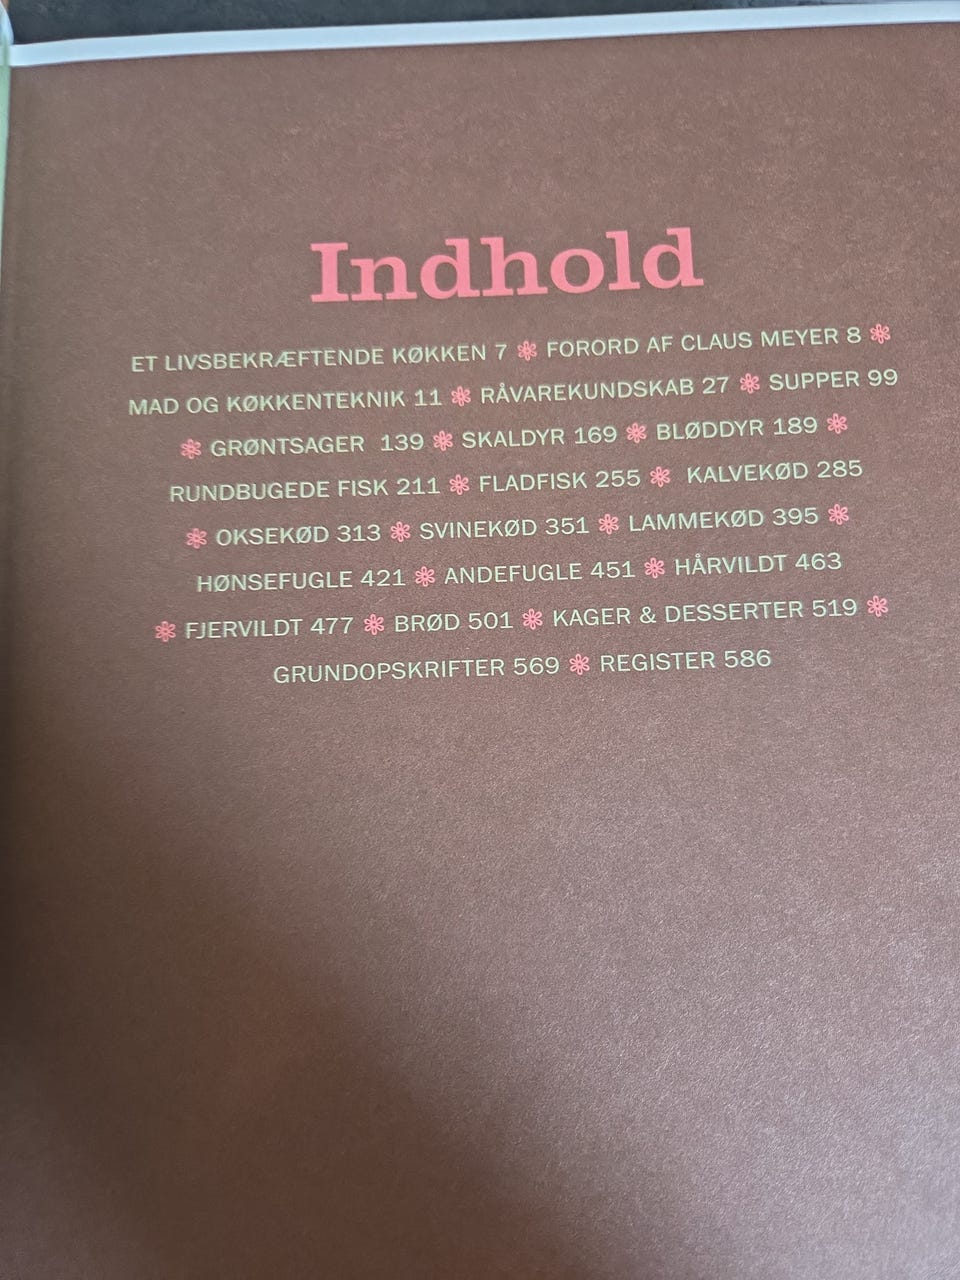 Indhold
ET LIVSBEKRÆFTENDE KØKKEN 7 ❀ FORORD AF CLAUS MEYER 8 ❀
MAD OG KØKKENTEKNIK 11 ❀ RÅVAREKUNDSKAB 27 ❀ SUPPER 99
❀ GRØNTSAGER 139 ❀ SKALDYR 169 ❀ BLØDDYR 189 ❀
RUNDBUGEDE FISK 211 ❀ FLADFISK 255 ❀ KALVEKØD 285
❀ OKSEKØD 313 ❀ SVINEKØD 351 ❀ LAMMEKØD 395 ❀
HØNSEFUGLE 421 ❀ ANDEFUGLE 451 ❀ HÅRVILDT 463
❀ FJERVILDT 477 ❀ BRØD 501 ❀ KAGER & DESSERTER 519 ❀
GRUNDOPSKRIFTER 569 ❀ REGISTER 586